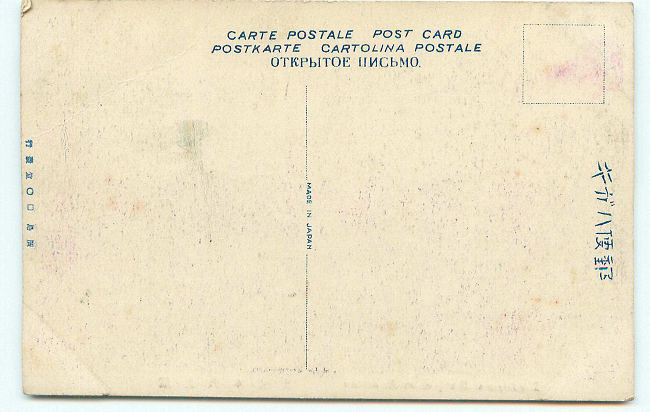 CARTE POSTALE POST CARD
POSTKARTE CARTOLINA POSTALE
ОТКРЫТОЕ ПИСЬМО.
MADE IN JAPAN
キガハ便郵